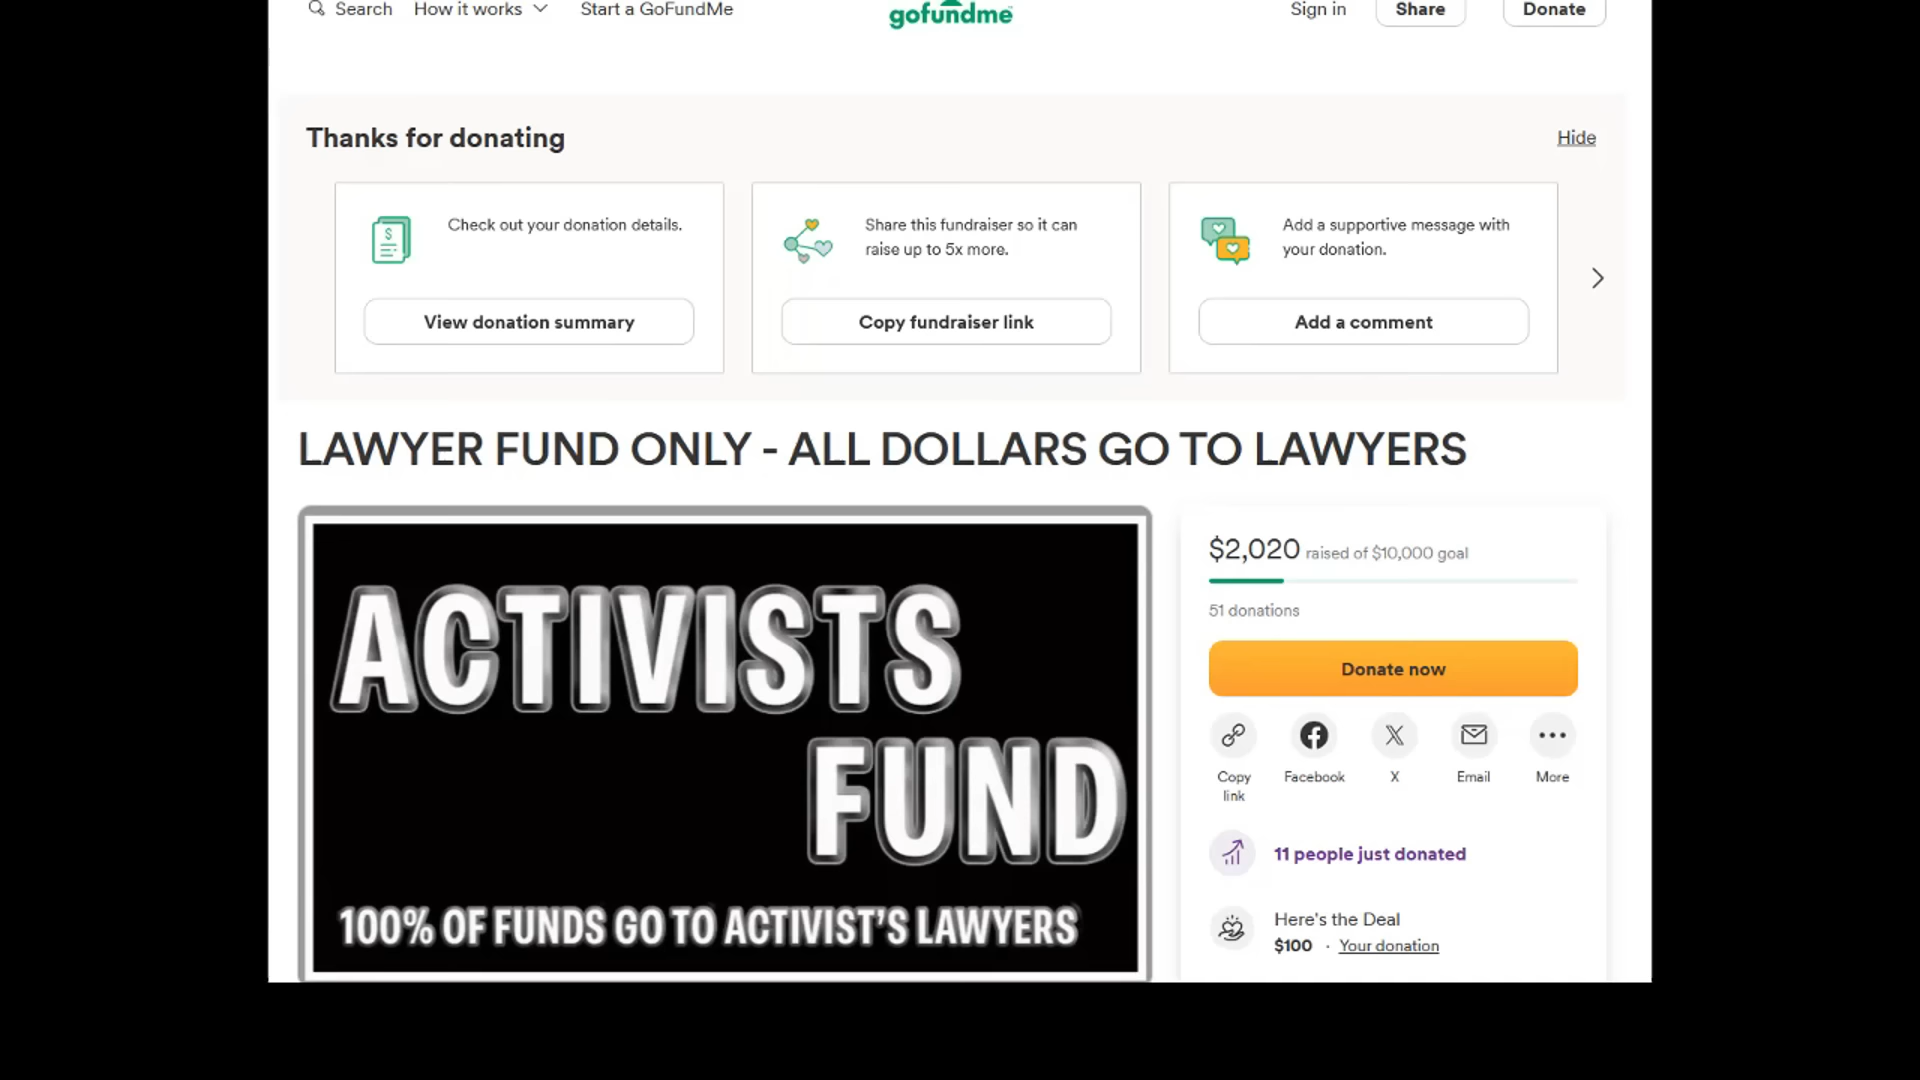 Search How it works Start a GoFundMe gofundme Sign in Share Donate
Thanks for donating
Hide
Check out your donation details.
View donation summary
Share this fundraiser so it can
raise up to 5x more.
Copy fundraiser link
Add a supportive message with
your donation.
Add a comment
LAWYER FUND ONLY - ALL DOLLARS GO TO LAWYERS
ACTIVISTS
FUND
100% OF FUNDS GO TO ACTIVIST'S LAWYERS
$2,020 raised of $10,000 goal
51 donations
Donate now
Copy
link
Facebook
X
Email
More
11 people just donated
Here's the Deal
$100 · Your donation